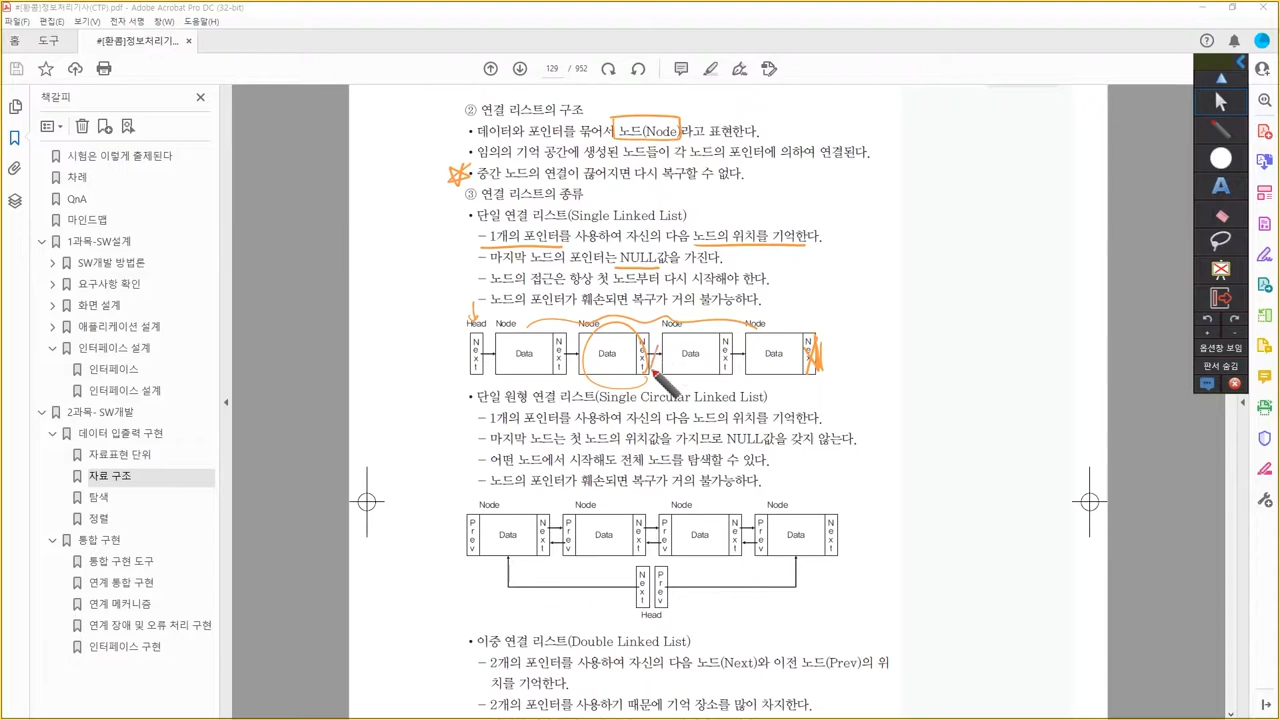 #[환콤]정보처리기사(CTP).pdf - Adobe Acrobat Pro DC (32-bit)
파일(F) 편집(E) 보기(V) 전자 서명 창(W) 도움말(H)
홈 도구 #[환콤]정보처리기... ×
129 / 952
책갈피
시험은 이렇게 출제된다
차례
QnA
마인드맵
1과목-SW설계
SW개발 방법론
요구사항 확인
화면 설계
애플리케이션 설계
인터페이스 설계
인터페이스
인터페이스 설계
2과목- SW개발
데이터 입출력 구현
자료표현 단위
자료 구조
탐색
정렬
통합 구현
통합 구현 도구
연계 통합 구현
연계 메커니즘
연계 장애 및 오류 처리 구현
인터페이스 구현
② 연결 리스트의 구조
• 데이터와 포인터를 묶어서 노드(Node)라고 표현한다.
• 임의의 기억 공간에 생성된 노드들이 각 노드의 포인터에 의하여 연결된다.
• 중간 노드의 연결이 끊어지면 다시 복구할 수 없다.
③ 연결 리스트의 종류
• 단일 연결 리스트(Single Linked List)
– 1개의 포인터를 사용하여 자신의 다음 노드의 위치를 기억한다.
– 마지막 노드의 포인터는 NULL값을 가진다.
– 노드의 접근은 항상 첫 노드부터 다시 시작해야 한다.
– 노드의 포인터가 훼손되면 복구가 거의 불가능하다.
Head Node Node Node Node
Next Data Next Data Next Data Next Data Next
• 단일 원형 연결 리스트(Single Circular Linked List)
– 1개의 포인터를 사용하여 자신의 다음 노드의 위치를 기억한다.
– 마지막 노드는 첫 노드의 위치값을 가지므로 NULL값을 갖지 않는다.
– 어떤 노드에서 시작해도 전체 노드를 탐색할 수 있다.
– 노드의 포인터가 훼손되면 복구가 거의 불가능하다.
Node Node Node Node
Prev Data Next Prev Data Next Prev Data Next Prev Data Next
Next Prev
Head
• 이중 연결 리스트(Double Linked List)
– 2개의 포인터를 사용하여 자신의 다음 노드(Next)와 이전 노드(Prev)의 위
치를 기억한다.
– 2개의 포인터를 사용하기 때문에 기억 장소를 많이 차지한다.
A
옵션창 보임
판서 숨김